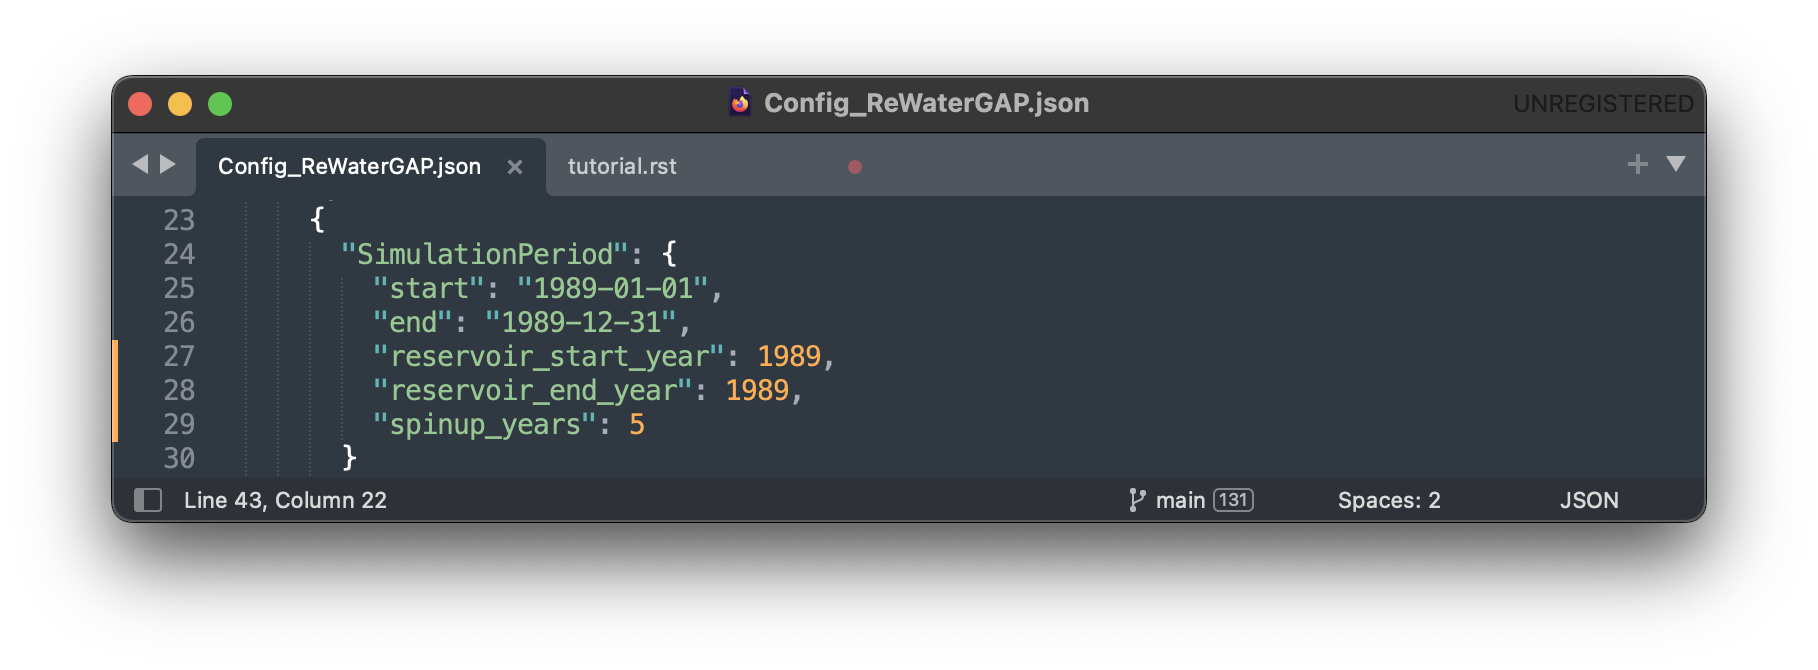 Config_ReWaterGAP.json
UNREGISTERED
Config_ReWaterGAP.json × tutorial.rst
23 {
24 "SimulationPeriod": {
25 "start": "1989-01-01",
26 "end": "1989-12-31",
27 "reservoir_start_year": 1989,
28 "reservoir_end_year": 1989,
29 "spinup_years": 5
30 }
Line 43, Column 22 main 131 Spaces: 2 JSON